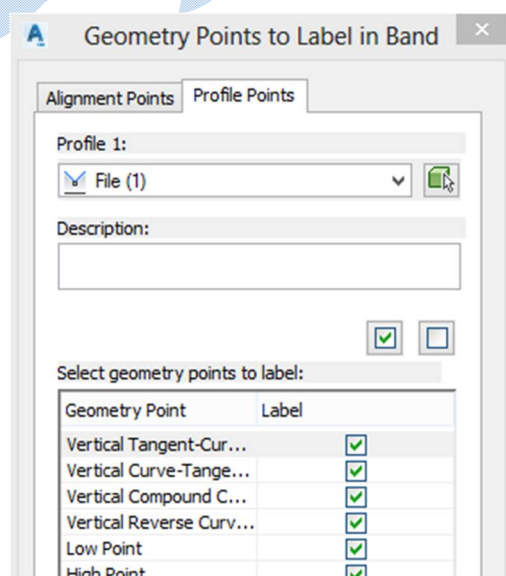 Geometry Points to Label in Band
Alignment Points Profile Points
Profile 1:
File (1)
Description:
Select geometry points to label:
Geometry Point Label
Vertical Tangent-Cur...
Vertical Curve-Tange...
Vertical Compound C...
Vertical Reverse Curv...
Low Point
High Point